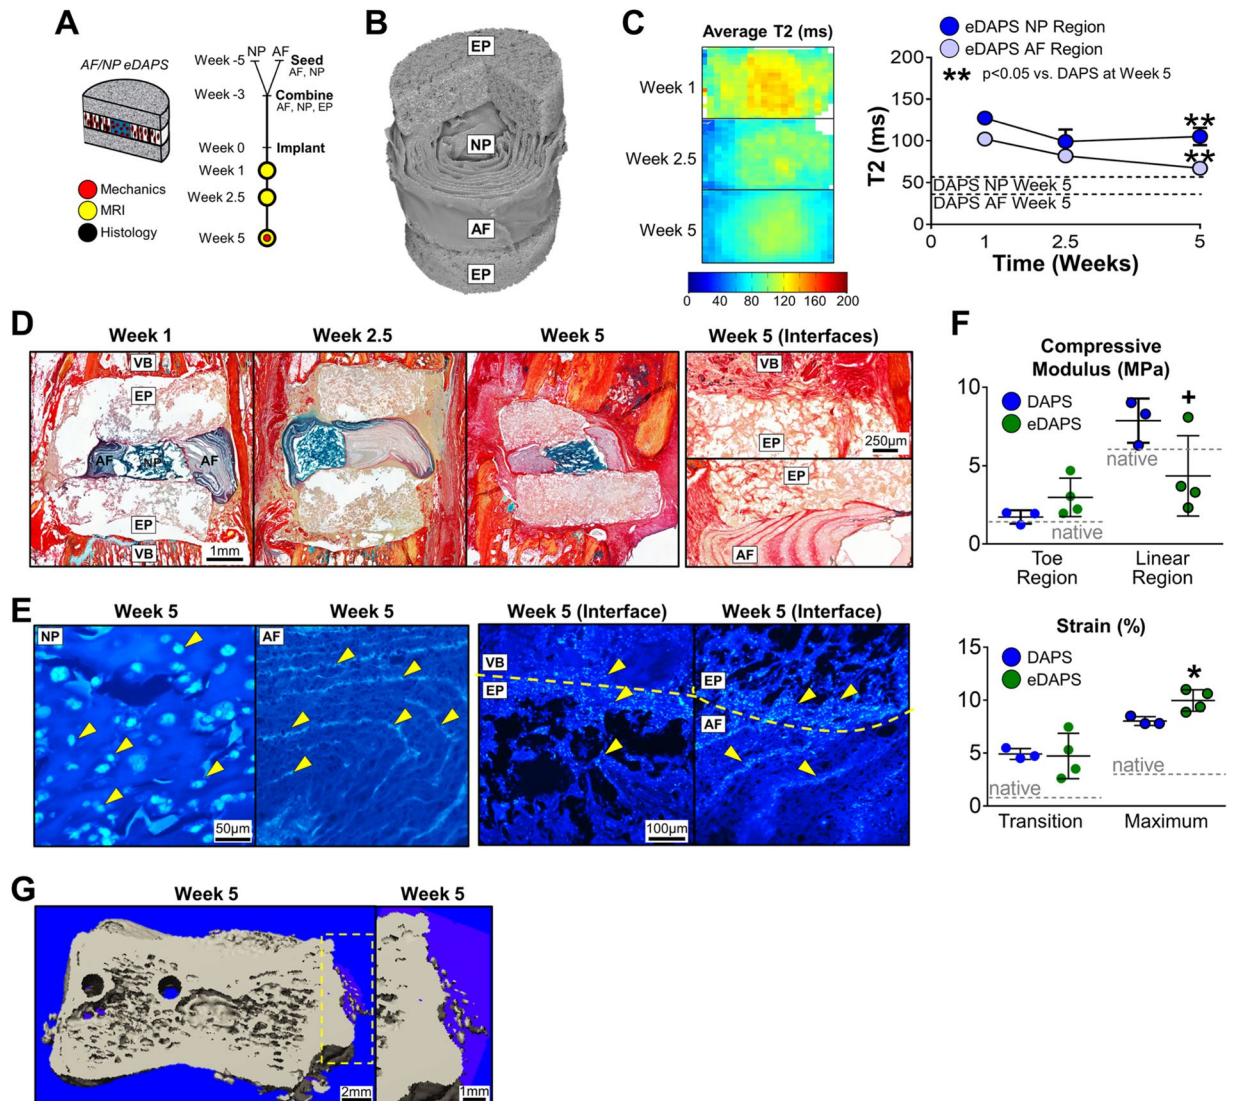 A
AF/NP eDAPS
NP AF
Week -5
Seed
AF, NP
Week -3
Combine
AF, NP, EP
Week 0
Implant
Week 1
Week 2.5
Week 5
Mechanics
MRI
Histology
B
EP
NP
AF
EP
C
Average T2 (ms)
Week 1
Week 2.5
Week 5
0 40 80 120 160 200
eDAPS NP Region
eDAPS AF Region
** p<0.05 vs. DAPS at Week 5
T2 (ms)
200
150
100
50
0
**
**
DAPS NP Week 5
DAPS AF Week 5
0 1 2.5 5
Time (Weeks)
D
Week 1
Week 2.5
Week 5
Week 5 (Interfaces)
VB
EP
AF
NP
AF
EP
VB
1mm
VB
EP
250µm
EP
AF
E
Week 5
Week 5
Week 5 (Interface)
Week 5 (Interface)
NP
50µm
AF
VB
EP
100µm
EP
AF
F
Compressive
Modulus (MPa)
10
5
0
DAPS
eDAPS
+
native
native
Toe
Region
Linear
Region
Strain (%)
15
10
5
0
DAPS
eDAPS
*
native
native
Transition
Maximum
G
Week 5
Week 5
2mm
1mm